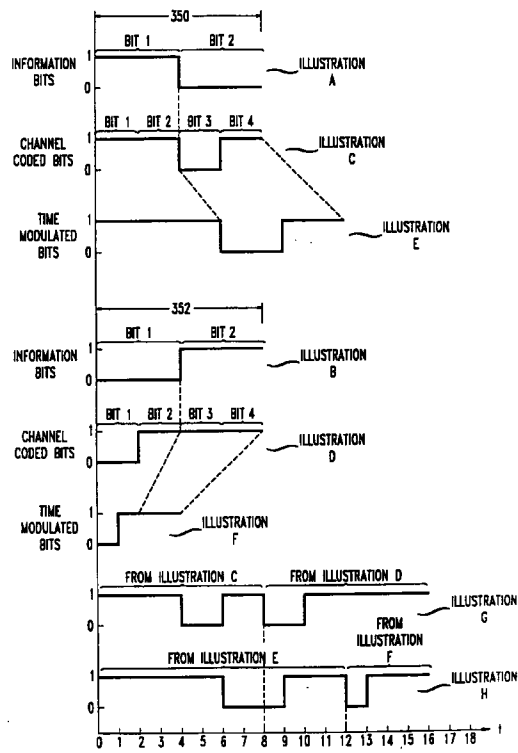 350
BIT 1 BIT 2
INFORMATION BITS 1 0 ILLUSTRATION A
BIT 1 BIT 2 BIT 3 BIT 4
CHANNEL CODED BITS 1 0 ILLUSTRATION C
TIME MODULATED BITS 1 0 ILLUSTRATION E
352
BIT 1 BIT 2
INFORMATION BITS 1 0 ILLUSTRATION B
BIT 1 BIT 2 BIT 3 BIT 4
CHANNEL CODED BITS 1 0 ILLUSTRATION D
TIME MODULATED BITS 1 0 ILLUSTRATION F
FROM ILLUSTRATION C FROM ILLUSTRATION D
1 0 ILLUSTRATION G
FROM ILLUSTRATION E FROM ILLUSTRATION F
1 0 ILLUSTRATION H
0 1 2 3 4 5 6 7 8 9 10 11 12 13 14 15 16 17 18 t